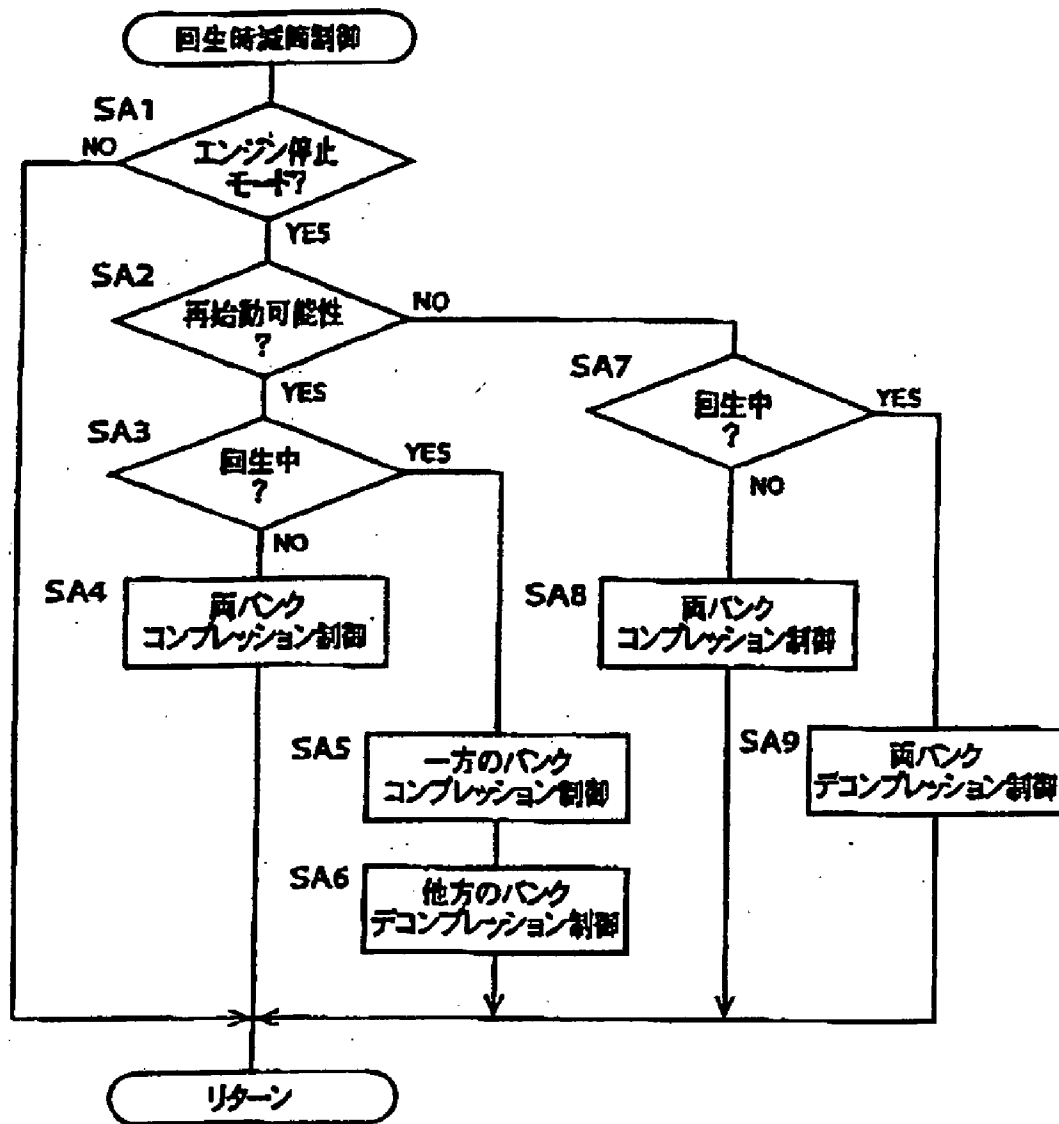 回生時減筒制御
SA1
NO
エンジン停止
モード?
YES
SA2
再始動可能性
?
NO
YES
SA7
回生中
?
YES
SA3
回生中
?
YES
NO
NO
SA4
両バンク
コンプレッション制御
SA8
両バンク
コンプレッション制御
SA5
一方のバンク
コンプレッション制御
SA9
両バンク
デコンプレッション制御
SA6
他方のバンク
デコンプレッション制御
リターン